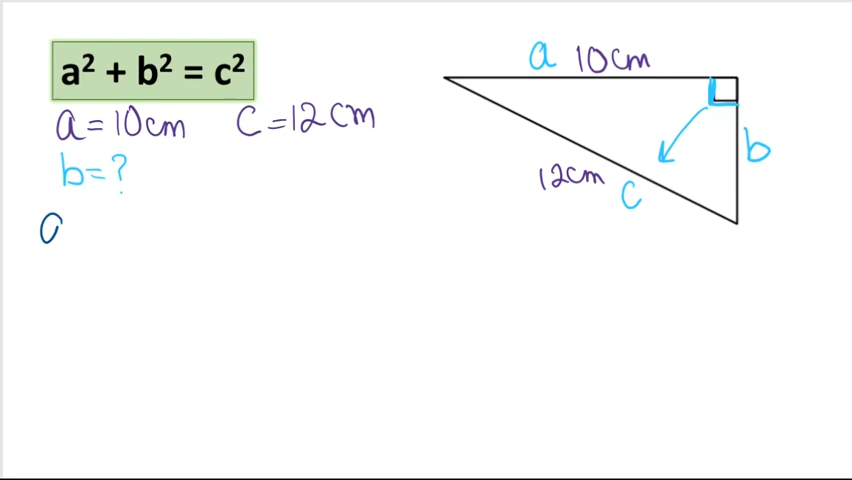 a² + b² = c²
a = 10cm C = 12cm
b = ?
a 10cm
b
12cm C